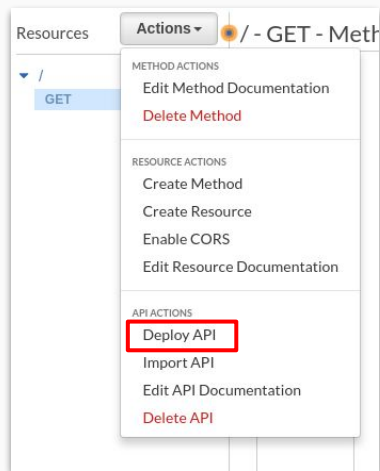 Resources
Actions
/ - GET - Meth
/
GET
METHOD ACTIONS
Edit Method Documentation
Delete Method
RESOURCE ACTIONS
Create Method
Create Resource
Enable CORS
Edit Resource Documentation
API ACTIONS
Deploy API
Import API
Edit API Documentation
Delete API